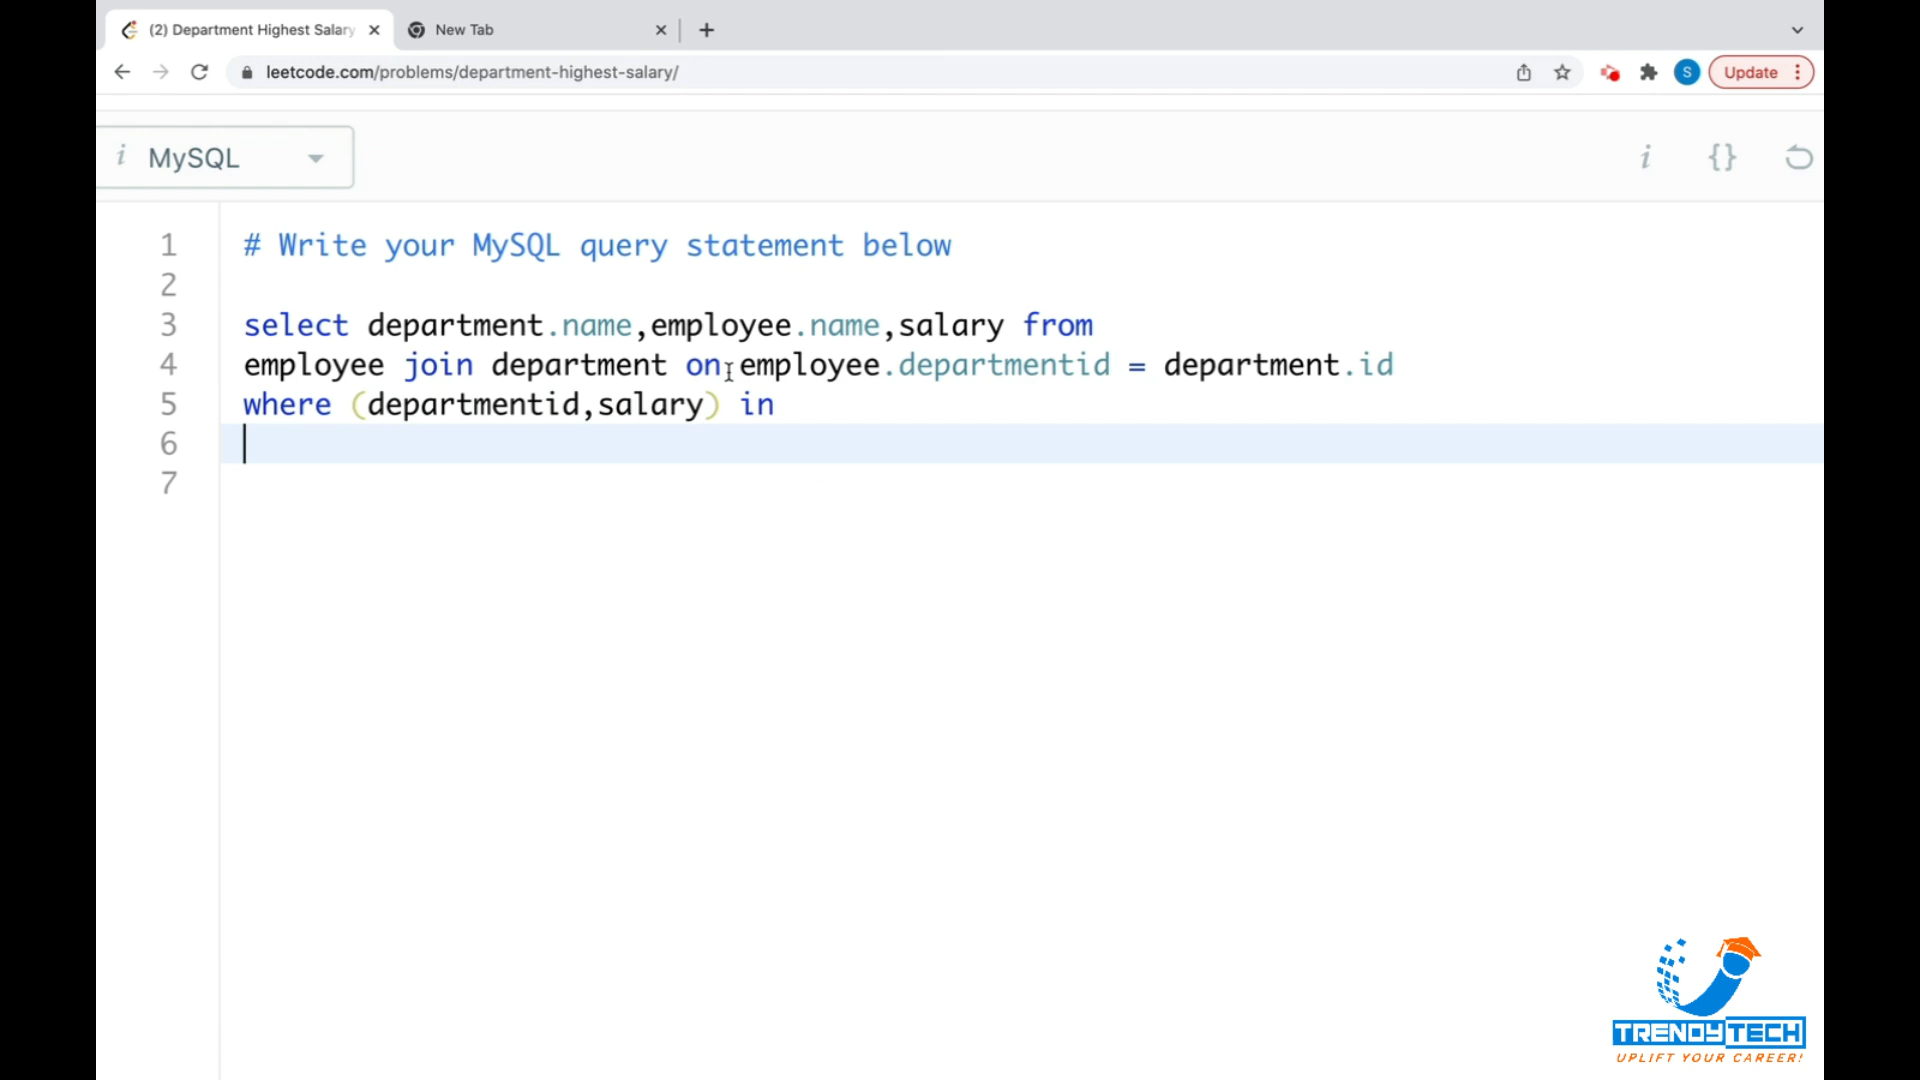 (2) Department Highest Salary
New Tab
leetcode.com/problems/department-highest-salary/
S
Update
i MySQL
i {}
1 # Write your MySQL query statement below
2
3 select department.name,employee.name,salary from
4 employee join department on employee.departmentid = department.id
5 where (departmentid,salary) in
6
7
TRENDYTECH
UPLIFT YOUR CAREER!